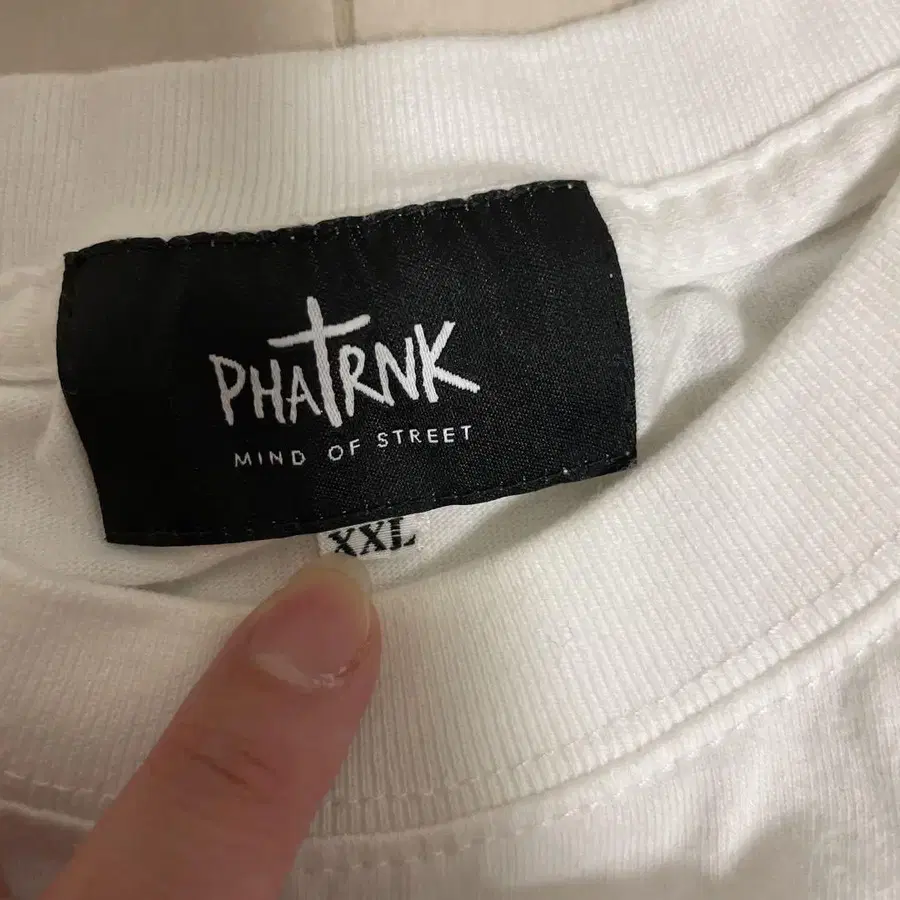 PHATRNK
MIND OF STREET
XXL